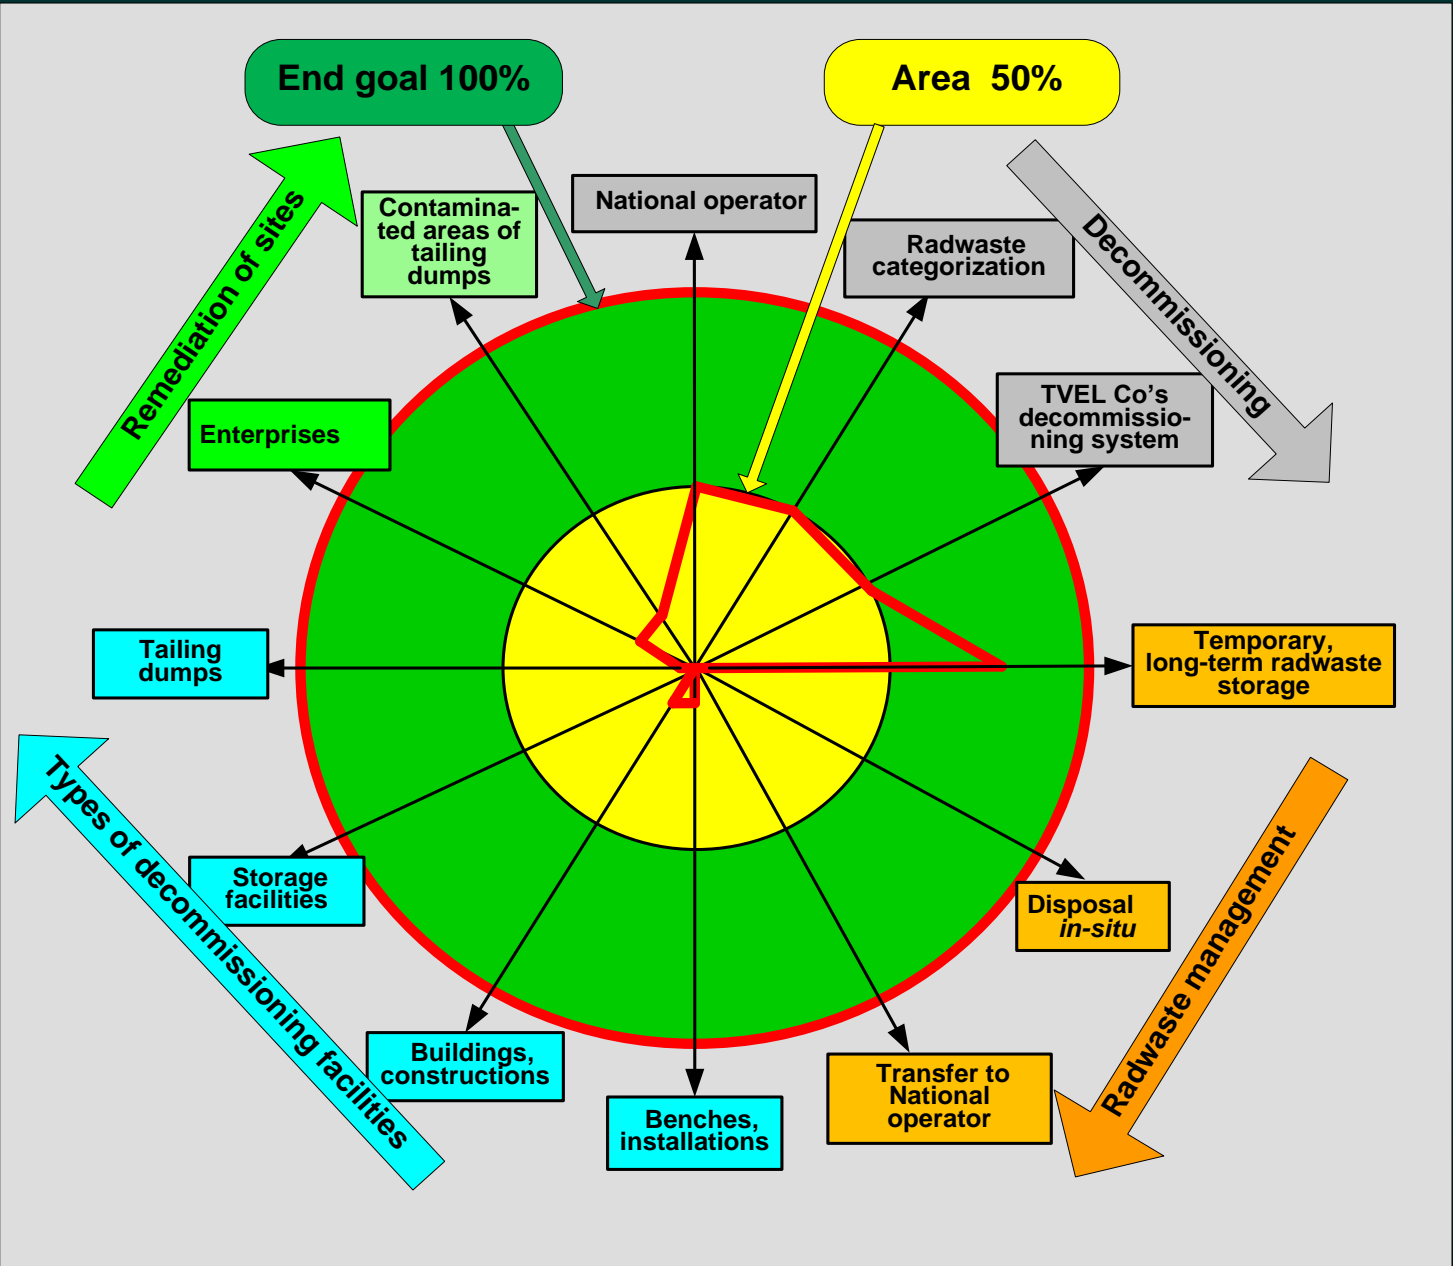 End goal 100%
Area  50%
National operator
Contamina-
ted areas of
tailing
dumps
Radwaste
categorization
Remediation of sites
Decommissioning
Enterprises
TVEL Co’s
decommissio-
ning system
Tailing
dumps
Temporary,
long-term radwaste
storage
Types of decommissioning facilities
Radwaste management
Storage
facilities
Disposal
in-situ
Buildings,
constructions
Benches,
installations
Transfer to
National
operator